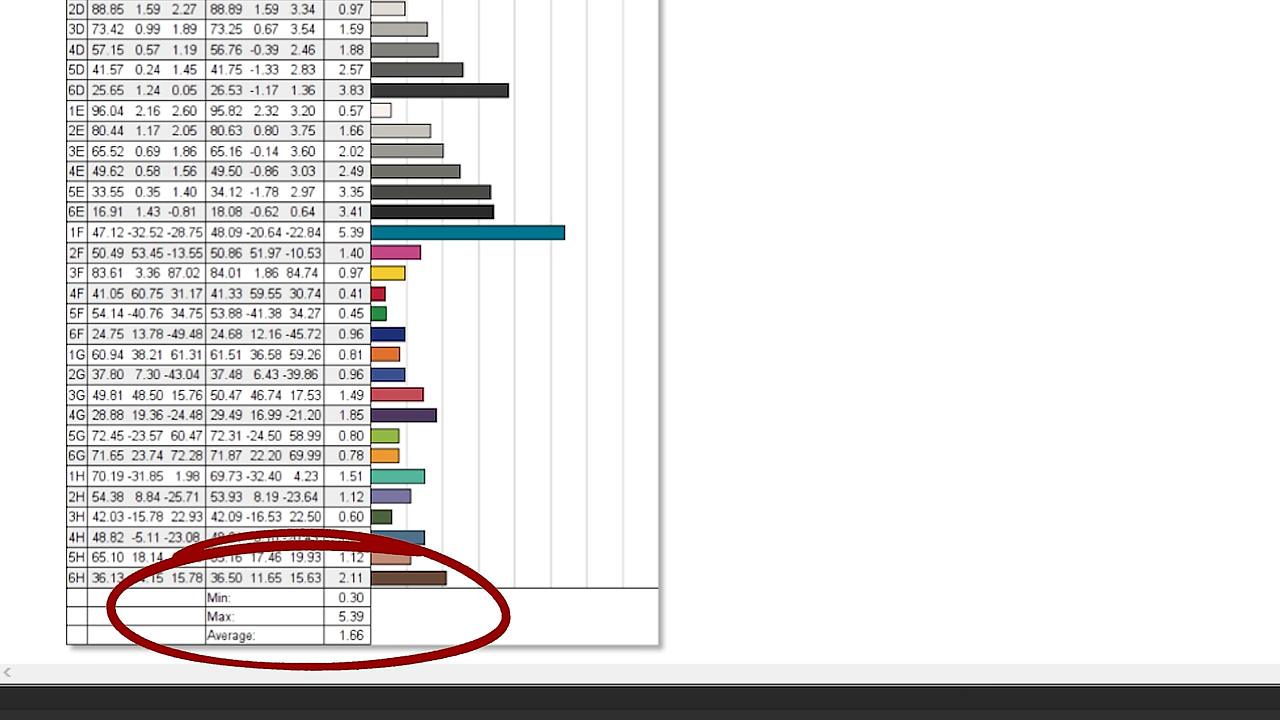 2D 88.85 1.59 2.27 88.89 1.59 3.34 0.97
3D 73.42 0.99 1.89 73.25 0.67 3.54 1.59
4D 57.15 0.57 1.19 56.76 -0.39 2.46 1.88
5D 41.57 0.24 1.45 41.75 -1.33 2.83 2.57
6D 25.65 1.24 0.05 26.53 -1.17 1.36 3.83
1E 96.04 2.16 2.60 95.82 2.32 3.20 0.57
2E 80.44 1.17 2.05 80.63 0.80 3.75 1.66
3E 65.52 0.69 1.86 65.16 -0.14 3.60 2.02
4E 49.62 0.58 1.56 49.50 -0.86 3.03 2.49
5E 33.55 0.35 1.40 34.12 -1.78 2.97 3.35
6E 16.91 1.43 -0.81 18.08 -0.62 0.64 3.41
1F 47.12 -32.52 -28.75 48.09 -20.64 -22.84 5.39
2F 50.49 53.45 -13.55 50.86 51.97 -10.53 1.40
3F 83.61 3.36 87.02 84.01 1.86 84.74 0.97
4F 41.05 60.75 31.17 41.33 59.55 30.74 0.41
5F 54.14 -40.76 34.75 53.88 -41.38 34.27 0.45
6F 24.75 13.78 -49.48 24.68 12.16 -45.72 0.96
1G 60.94 38.21 61.31 61.51 36.58 59.26 0.81
2G 37.80 7.30 -43.04 37.48 6.43 -39.86 0.96
3G 49.81 48.50 15.76 50.47 46.74 17.53 1.49
4G 28.88 19.36 -24.48 29.49 16.99 -21.20 1.85
5G 72.45 -23.57 60.47 72.31 -24.50 58.99 0.80
6G 71.65 23.74 72.28 71.87 22.20 69.99 0.78
1H 70.19 -31.85 1.98 69.73 -32.40 4.23 1.51
2H 54.38 8.84 -25.71 53.93 8.19 -23.64 1.12
3H 42.03 -15.78 22.93 42.09 -16.53 22.50 0.60
4H 48.82 -5.11 -23.08
5H 65.10 18.14 17.46 19.93 1.12
6H 36.13 15.78 36.50 11.65 15.63 2.11
Min: 0.30
Max: 5.39
Average: 1.66